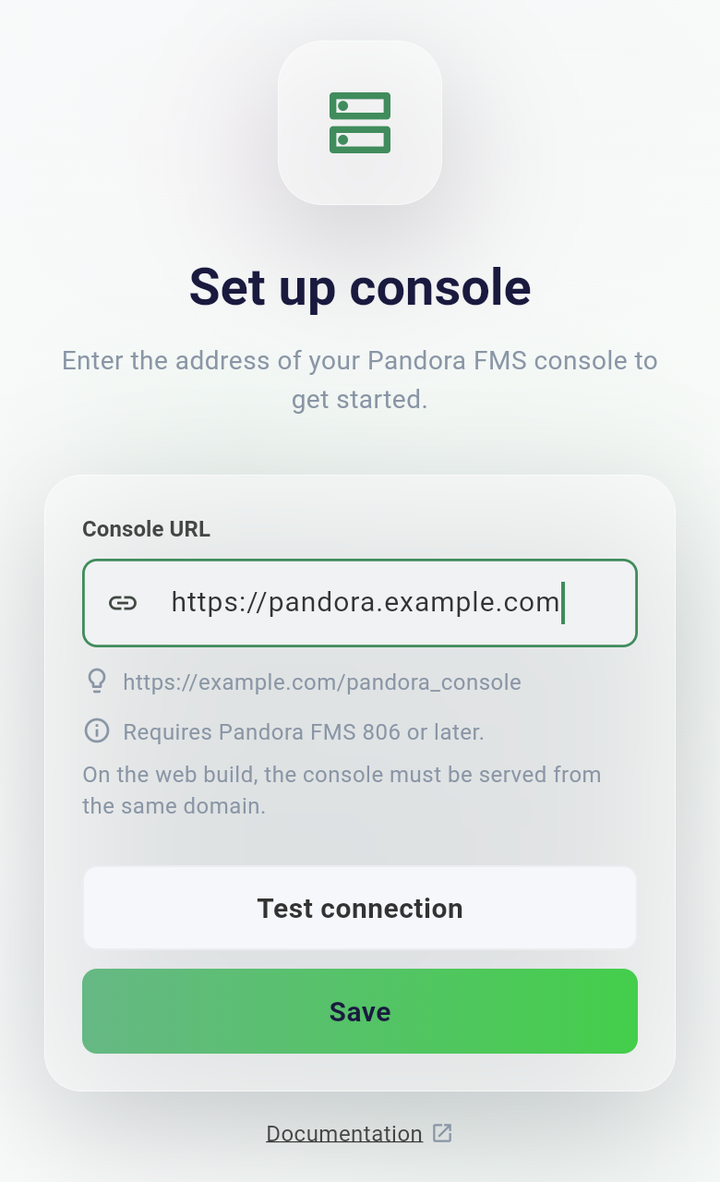 Set up console
Enter the address of your Pandora FMS console to
get started.
Console URL
https://pandora.example.com
https://example.com/pandora_console
Requires Pandora FMS 806 or later.
On the web build, the console must be served from
the same domain.
Test connection
Save
Documentation